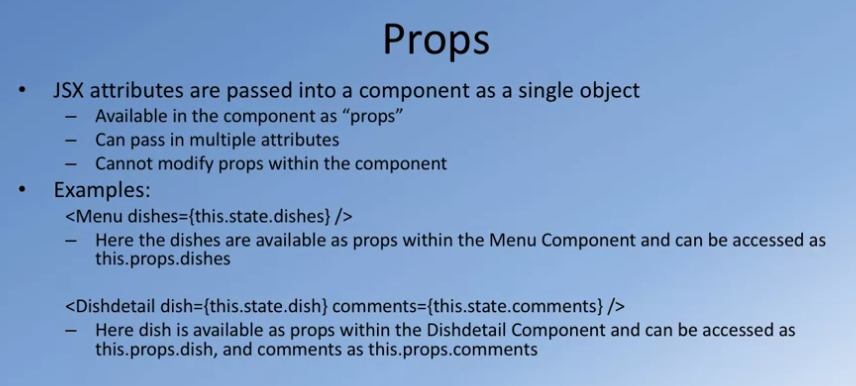 Props
• JSX attributes are passed into a component as a single object
– Available in the component as “props”
– Can pass in multiple attributes
– Cannot modify props within the component
• Examples:
<Menu dishes={this.state.dishes} />
– Here the dishes are available as props within the Menu Component and can be accessed as
this.props.dishes
<Dishdetail dish={this.state.dish} comments={this.state.comments} />
– Here dish is available as props within the Dishdetail Component and can be accessed as
this.props.dish, and comments as this.props.comments